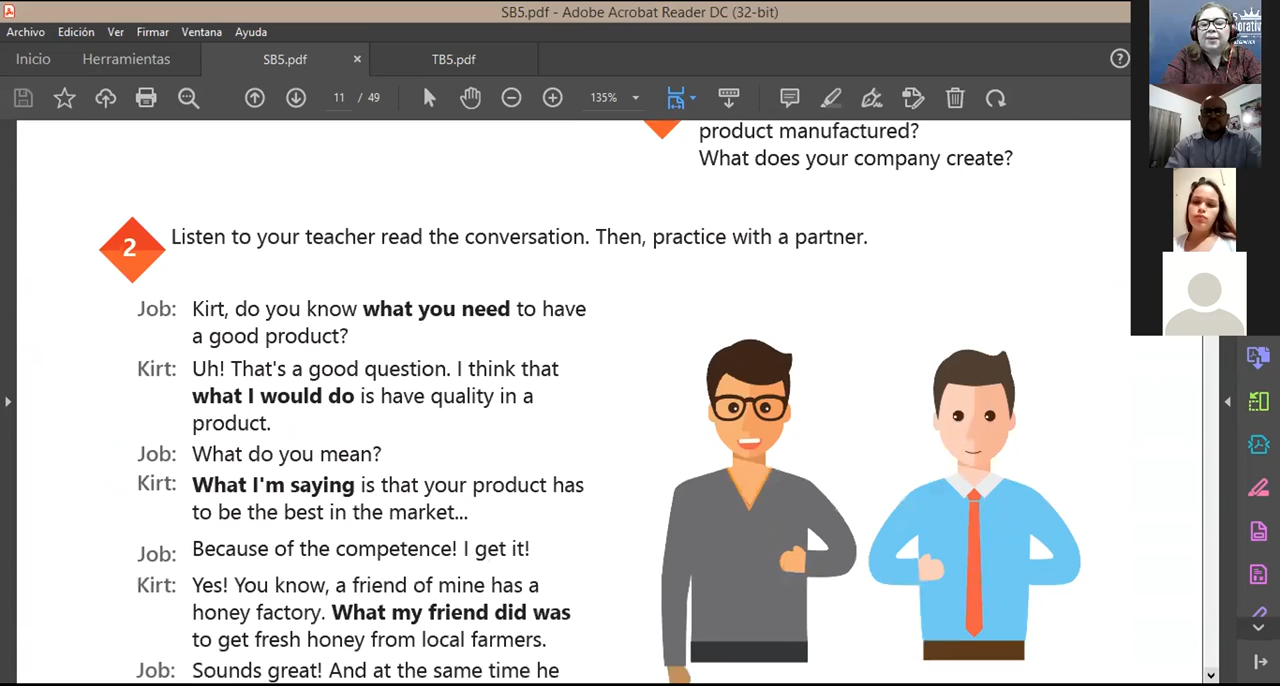 SB5.pdf - Adobe Acrobat Reader DC (32-bit)
Archivo Edición Ver Firmar Ventana Ayuda
Inicio Herramientas SB5.pdf × TB5.pdf
11 / 49 135%
product manufactured?
What does your company create?
2 Listen to your teacher read the conversation. Then, practice with a partner.
Job: Kirt, do you know what you need to have
a good product?
Kirt: Uh! That's a good question. I think that
what I would do is have quality in a
product.
Job: What do you mean?
Kirt: What I'm saying is that your product has
to be the best in the market...
Job: Because of the competence! I get it!
Kirt: Yes! You know, a friend of mine has a
honey factory. What my friend did was
to get fresh honey from local farmers.
Job: Sounds great! And at the same time he